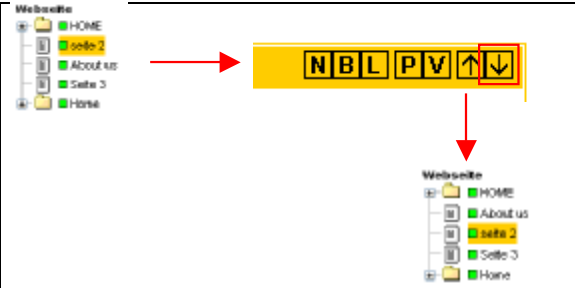 Webseite
HOME
seite 2
About us
Seite 3
Home
N B L P V ↑ ↓
Webseite
HOME
About us
seite 2
Seite 3
Home